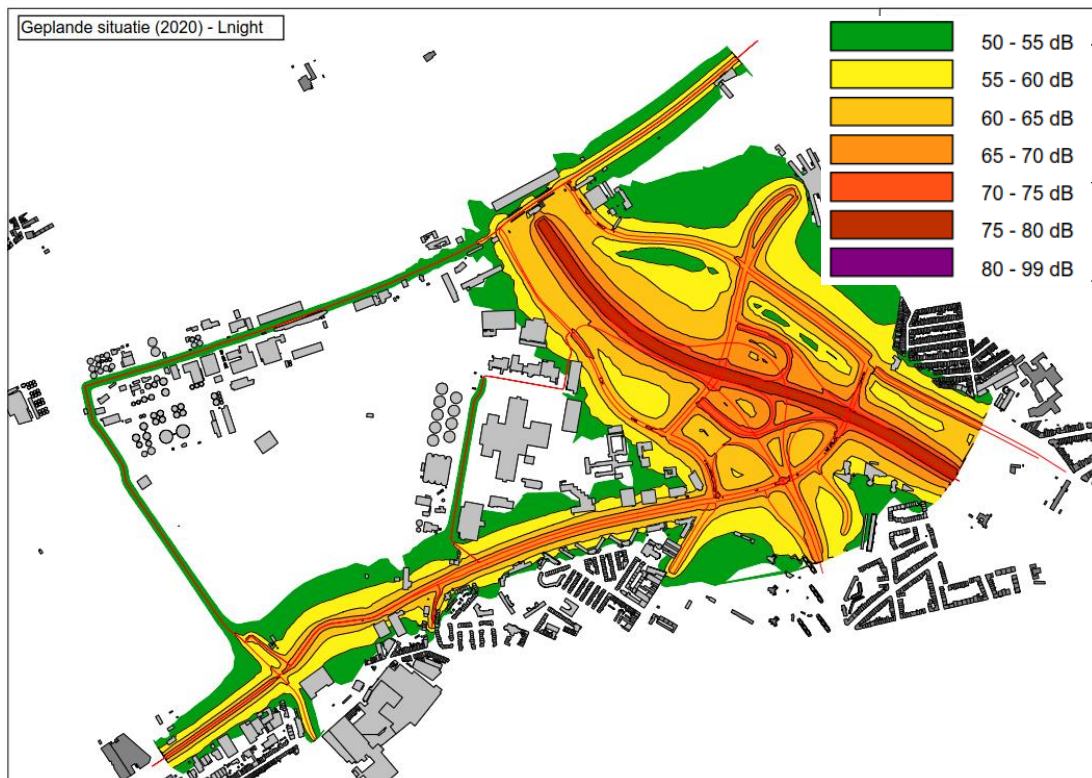 Geplande situatie (2020) - Lnight
50 - 55 dB
55 - 60 dB
60 - 65 dB
65 - 70 dB
70 - 75 dB
75 - 80 dB
80 - 99 dB